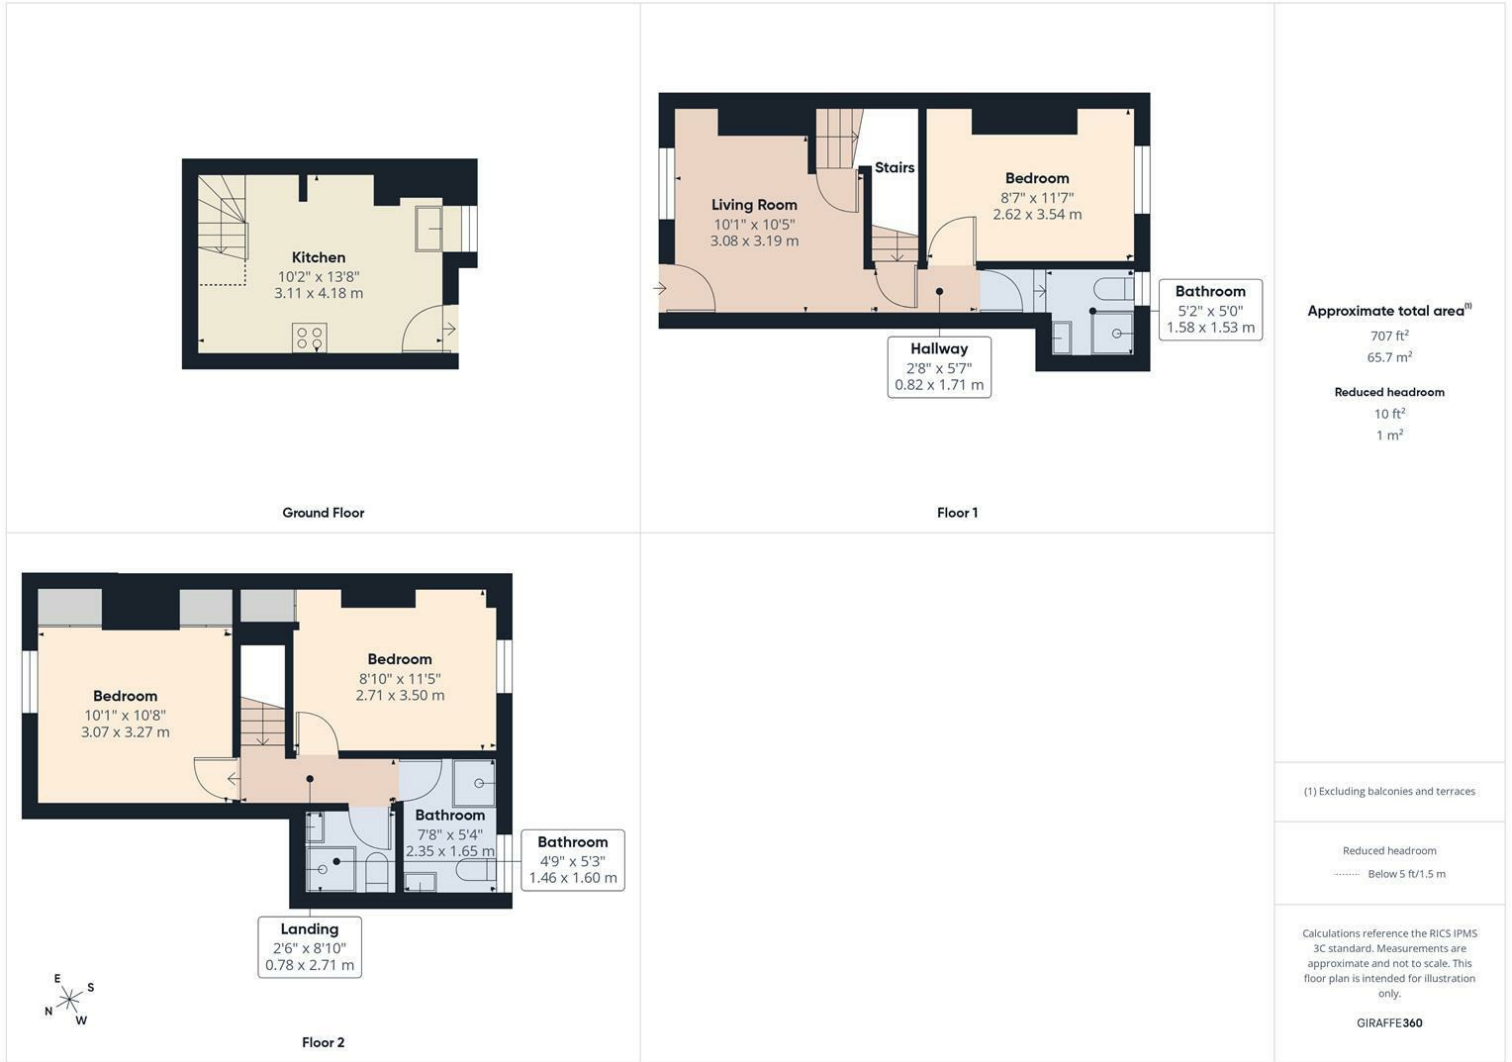 Kitchen
10'2" x 13'8"
3.11 x 4.18 m
Ground Floor
Living Room
10'1" x 10'5"
3.08 x 3.19 m
Stairs
Bedroom
8'7" x 11'7"
2.62 x 3.54 m
Bathroom
5'2" x 5'0"
1.58 x 1.53 m
Hallway
2'8" x 5'7"
0.82 x 1.71 m
Floor 1
Bedroom
10'1" x 10'8"
3.07 x 3.27 m
Bedroom
8'10" x 11'5"
2.71 x 3.50 m
Bathroom
7'8" x 5'4"
2.35 x 1.65 m
Bathroom
4'9" x 5'3"
1.46 x 1.60 m
Landing
2'6" x 8'10"
0.78 x 2.71 m
E
S
N
W
Floor 2
Approximate total area(1)
707 ft²
65.7 m²
Reduced headroom
10 ft²
1 m²
(1) Excluding balconies and terraces
Reduced headroom
Below 5 ft/1.5 m
Calculations reference the RICS IPMS
3C standard. Measurements are
approximate and not to scale. This
floor plan is intended for illustration
only.
GIRAFFE360